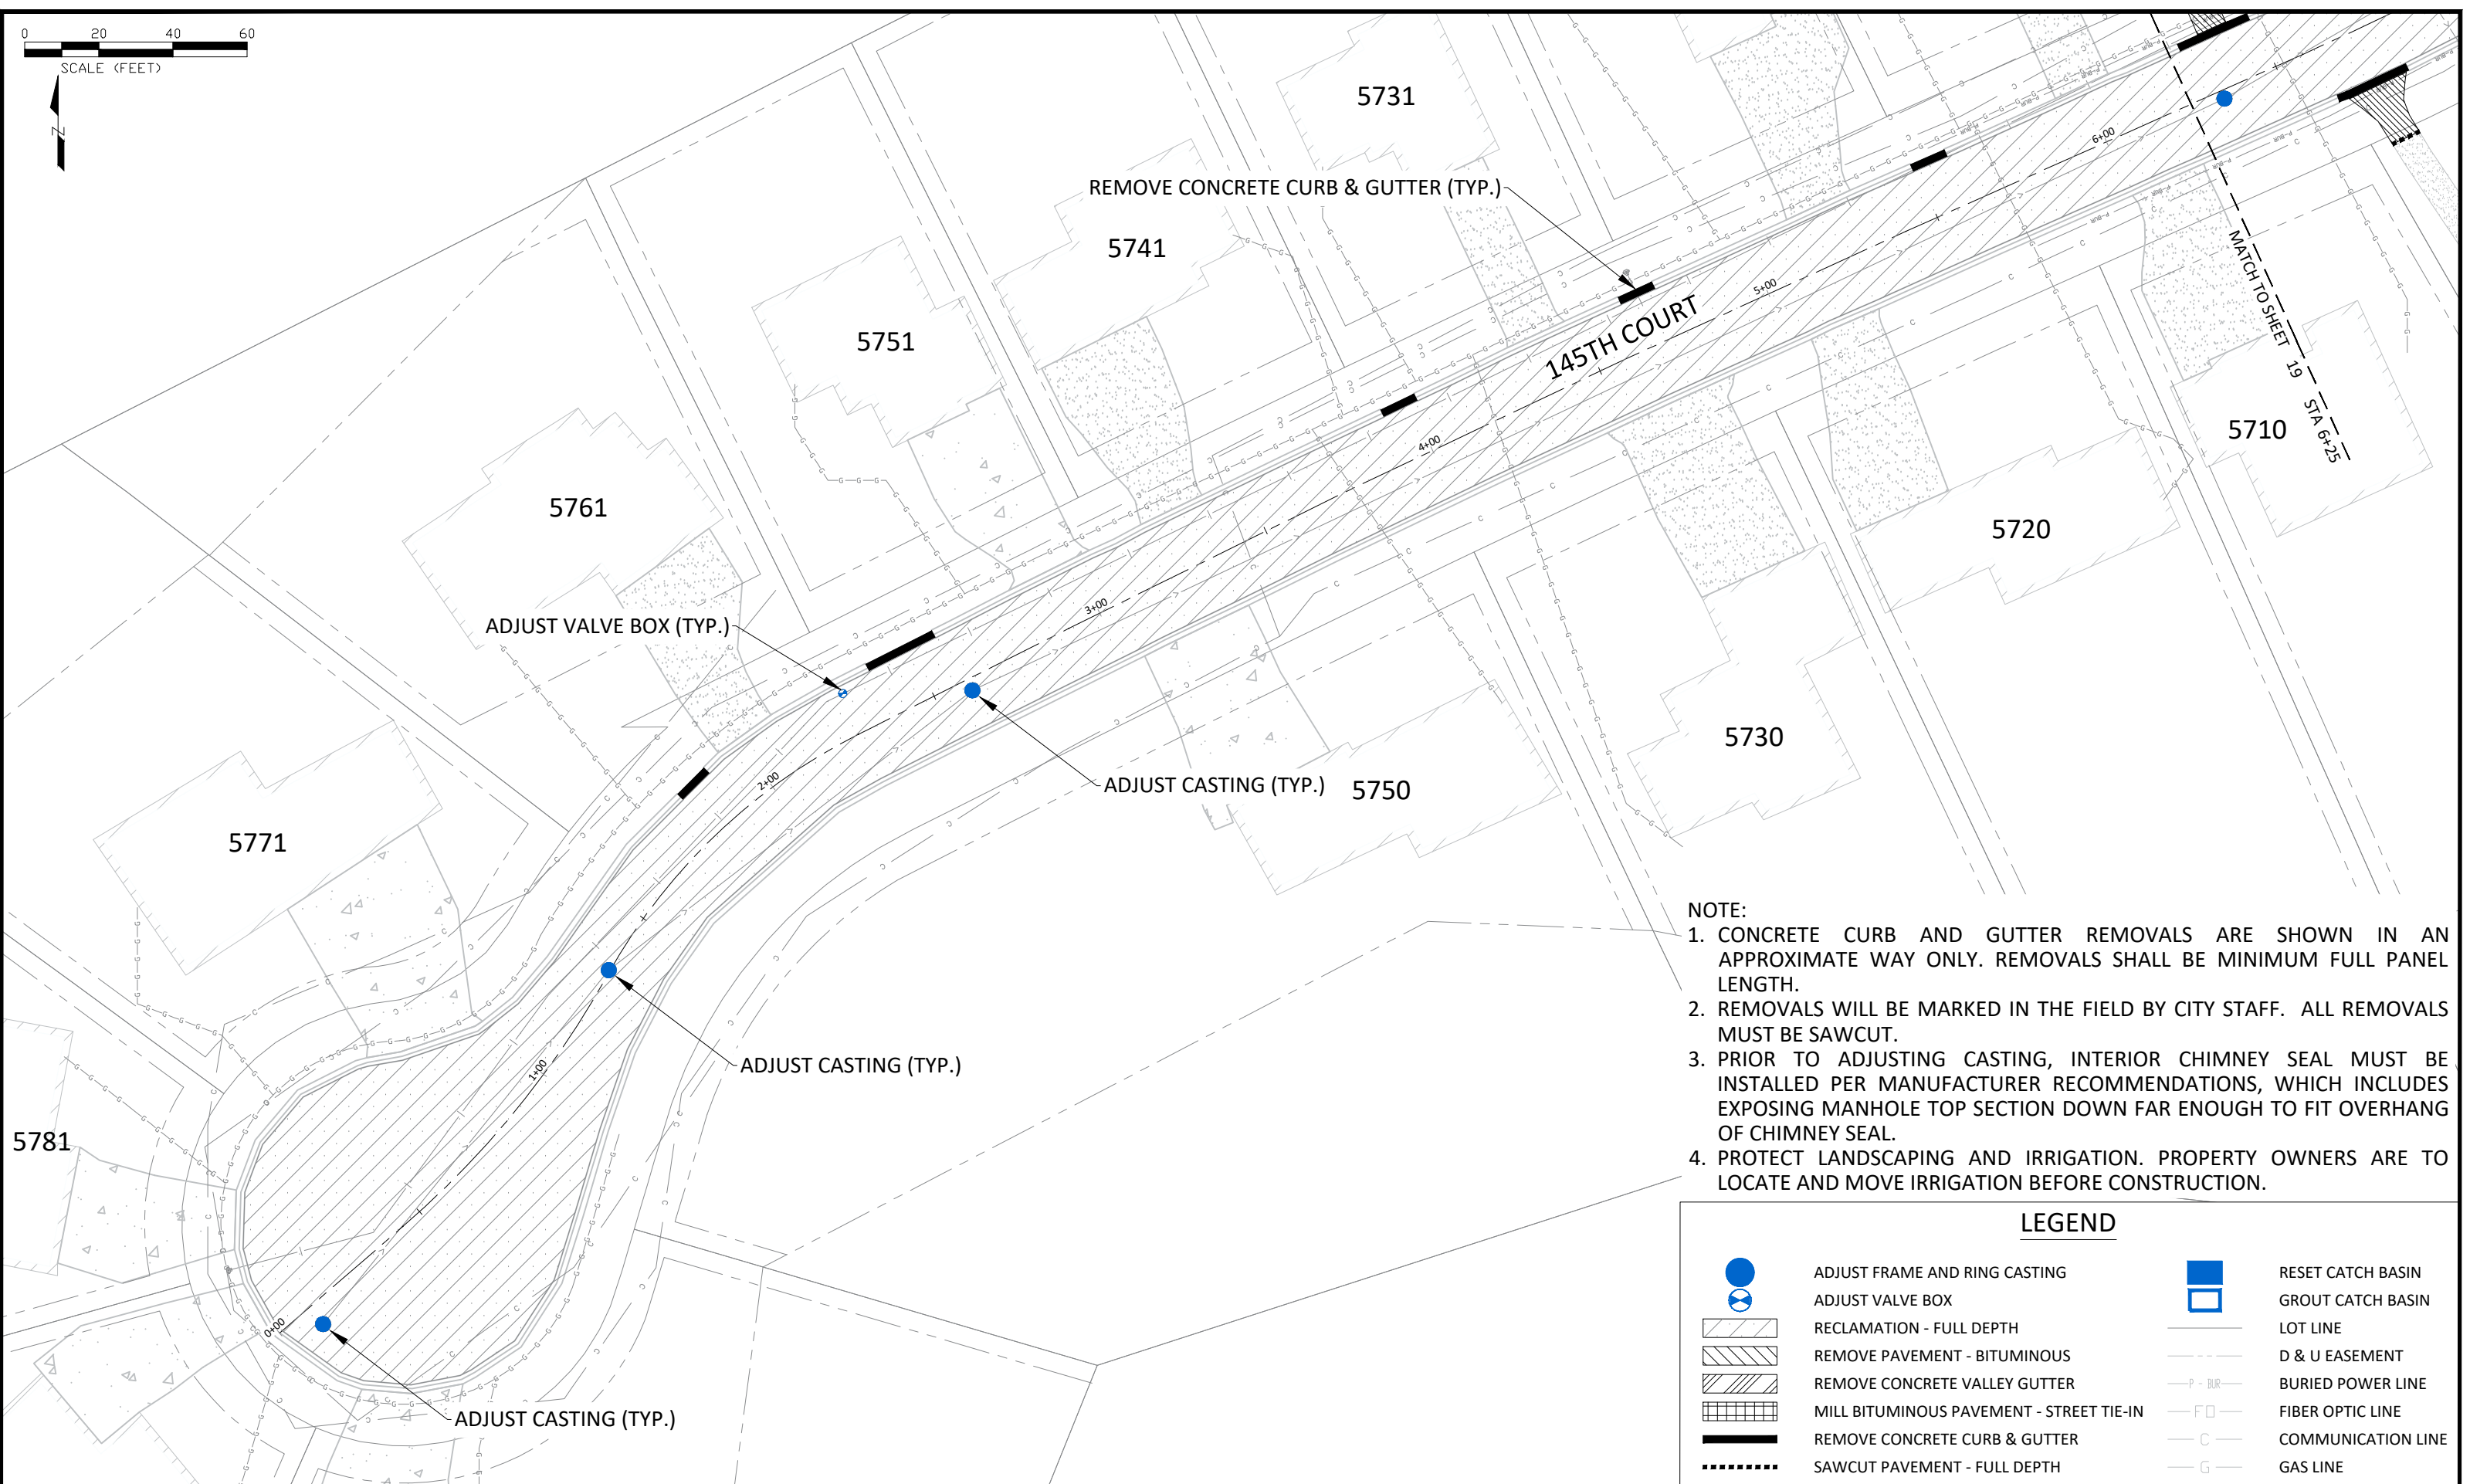 0 20 40 60
SCALE (FEET)
N
5731
REMOVE CONCRETE CURB & GUTTER (TYP.)
5741
6+00
MATCH TO SHEET 19 STA 6+25
5+00
145TH COURT
5751
4+00
5710
5761
5720
3+00
ADJUST VALVE BOX (TYP.)
5730
2+00
ADJUST CASTING (TYP.)
5750
5771
ADJUST CASTING (TYP.)
1+00
5781
0+00
ADJUST CASTING (TYP.)
NOTE:
1. CONCRETE CURB AND GUTTER REMOVALS ARE SHOWN IN AN
APPROXIMATE WAY ONLY. REMOVALS SHALL BE MINIMUM FULL PANEL
LENGTH.
2. REMOVALS WILL BE MARKED IN THE FIELD BY CITY STAFF. ALL REMOVALS
MUST BE SAWCUT.
3. PRIOR TO ADJUSTING CASTING, INTERIOR CHIMNEY SEAL MUST BE
INSTALLED PER MANUFACTURER RECOMMENDATIONS, WHICH INCLUDES
EXPOSING MANHOLE TOP SECTION DOWN FAR ENOUGH TO FIT OVERHANG
OF CHIMNEY SEAL.
4. PROTECT LANDSCAPING AND IRRIGATION. PROPERTY OWNERS ARE TO
LOCATE AND MOVE IRRIGATION BEFORE CONSTRUCTION.
LEGEND
ADJUST FRAME AND RING CASTING
ADJUST VALVE BOX
RECLAMATION - FULL DEPTH
REMOVE PAVEMENT - BITUMINOUS
REMOVE CONCRETE VALLEY GUTTER
MILL BITUMINOUS PAVEMENT - STREET TIE-IN
REMOVE CONCRETE CURB & GUTTER
SAWCUT PAVEMENT - FULL DEPTH
RESET CATCH BASIN
GROUT CATCH BASIN
LOT LINE
D & U EASEMENT
P - BUR BURIED POWER LINE
FO FIBER OPTIC LINE
C COMMUNICATION LINE
G GAS LINE